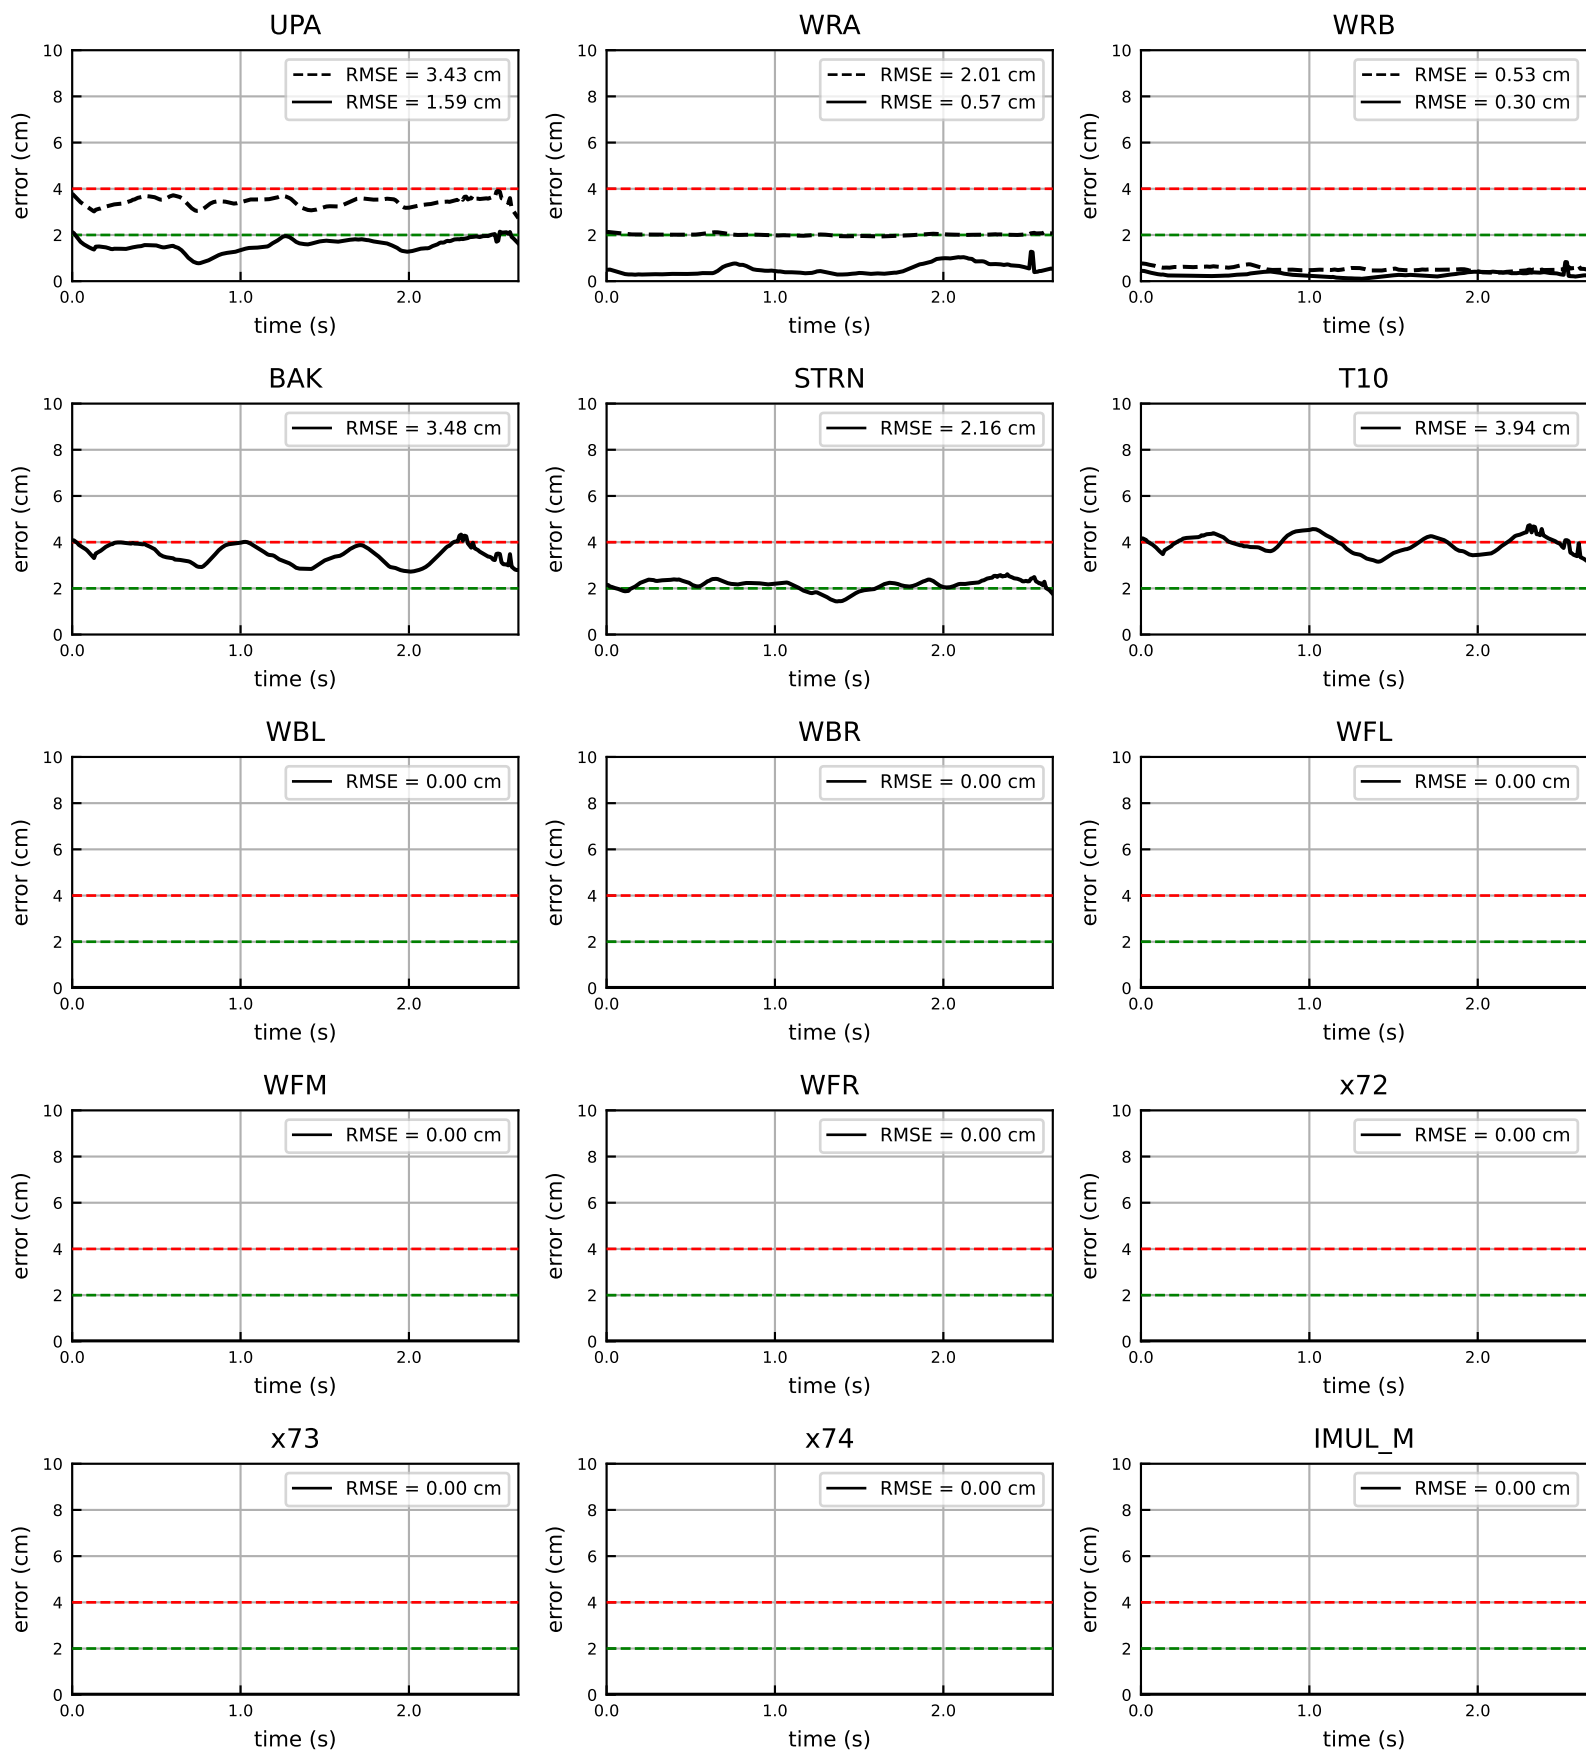 UPA
RMSE = 3.43 cm
RMSE = 1.59 cm
error (cm)
10
8
6
4
2
0
0.0 1.0 2.0
time (s)
WRA
RMSE = 2.01 cm
RMSE = 0.57 cm
error (cm)
10
8
6
4
2
0
0.0 1.0 2.0
time (s)
WRB
RMSE = 0.53 cm
RMSE = 0.30 cm
error (cm)
10
8
6
4
2
0
0.0 1.0 2.0
time (s)
BAK
RMSE = 3.48 cm
error (cm)
10
8
6
4
2
0
0.0 1.0 2.0
time (s)
STRN
RMSE = 2.16 cm
error (cm)
10
8
6
4
2
0
0.0 1.0 2.0
time (s)
T10
RMSE = 3.94 cm
error (cm)
10
8
6
4
2
0
0.0 1.0 2.0
time (s)
WBL
RMSE = 0.00 cm
error (cm)
10
8
6
4
2
0
0.0 1.0 2.0
time (s)
WBR
RMSE = 0.00 cm
error (cm)
10
8
6
4
2
0
0.0 1.0 2.0
time (s)
WFL
RMSE = 0.00 cm
error (cm)
10
8
6
4
2
0
0.0 1.0 2.0
time (s)
WFM
RMSE = 0.00 cm
error (cm)
10
8
6
4
2
0
0.0 1.0 2.0
time (s)
WFR
RMSE = 0.00 cm
error (cm)
10
8
6
4
2
0
0.0 1.0 2.0
time (s)
x72
RMSE = 0.00 cm
error (cm)
10
8
6
4
2
0
0.0 1.0 2.0
time (s)
x73
RMSE = 0.00 cm
error (cm)
10
8
6
4
2
0
0.0 1.0 2.0
time (s)
x74
RMSE = 0.00 cm
error (cm)
10
8
6
4
2
0
0.0 1.0 2.0
time (s)
IMUL_M
RMSE = 0.00 cm
error (cm)
10
8
6
4
2
0
0.0 1.0 2.0
time (s)